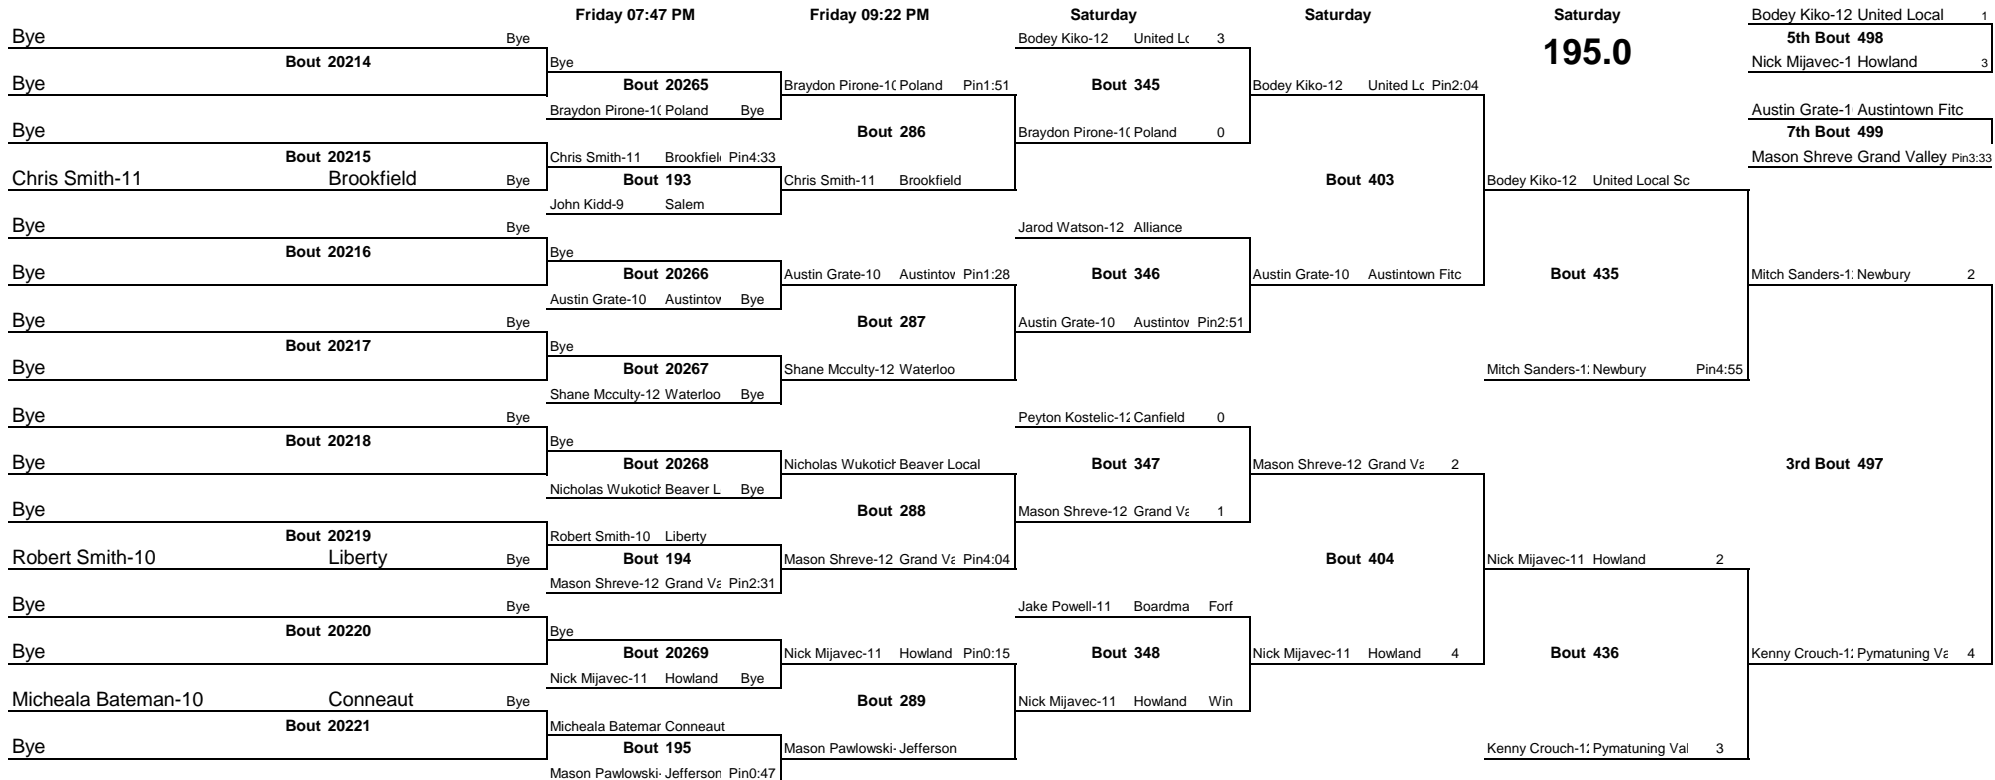 Friday 07:47 PM Friday 09:22 PM Saturday Saturday Saturday Bodey Kiko-12 United Local 1
Bye Bye Bodey Kiko-12 United Lo 3 195.0 5th Bout 498
Bout 20214 Bye Nick Mijavec-1 Howland 3
Bye Bout 20265 Braydon Pirone-10 Poland Pin1:51 Bout 345 Bodey Kiko-12 United Lo Pin2:04
Braydon Pirone-10 Poland Bye Austin Grate-1 Austintown Fitc
Bye Bout 286 Braydon Pirone-10 Poland 0 7th Bout 499
Bout 20215 Chris Smith-11 Brookfiel Pin4:33 Mason Shreve Grand Valley Pin3:33
Chris Smith-11 Brookfield Bye Bout 193 Chris Smith-11 Brookfield Bout 403 Bodey Kiko-12 United Local Sc
John Kidd-9 Salem
Bye Bye Jarod Watson-12 Alliance
Bout 20216 Bye
Bye Bout 20266 Austin Grate-10 Austintow Pin1:28 Bout 346 Austin Grate-10 Austintown Fitc Bout 435 Mitch Sanders-1 Newbury 2
Austin Grate-10 Austintow Bye
Bye Bye Bout 287 Austin Grate-10 Austintow Pin2:51
Bout 20217 Bye
Bye Bout 20267 Shane Mcculty-12 Waterloo Mitch Sanders-1 Newbury Pin4:55
Shane Mcculty-12 Waterloo Bye
Bye Bye Peyton Kostelic-12 Canfield 0
Bout 20218 Bye
Bye Bout 20268 Nicholas Wukotich Beaver Local Bout 347 Mason Shreve-12 Grand Va 2 3rd Bout 497
Nicholas Wukotich Beaver L Bye
Bye Bout 288 Mason Shreve-12 Grand Va 1
Bout 20219 Robert Smith-10 Liberty
Robert Smith-10 Liberty Bye Bout 194 Mason Shreve-12 Grand Va Pin4:04 Bout 404 Nick Mijavec-11 Howland 2
Mason Shreve-12 Grand Va Pin2:31
Bye Bye Jake Powell-11 Boardma Forf
Bout 20220 Bye
Bye Bout 20269 Nick Mijavec-11 Howland Pin0:15 Bout 348 Nick Mijavec-11 Howland 4 Bout 436 Kenny Crouch-1 Pymatuning Va 4
Nick Mijavec-11 Howland Bye
Micheala Bateman-10 Conneaut Bye Bout 289 Nick Mijavec-11 Howland Win
Bout 20221 Micheala Batemar Conneaut
Bye Bout 195 Mason Pawlowski- Jefferson Kenny Crouch-1 Pymatuning Val 3
Mason Pawlowski- Jefferson Pin0:47